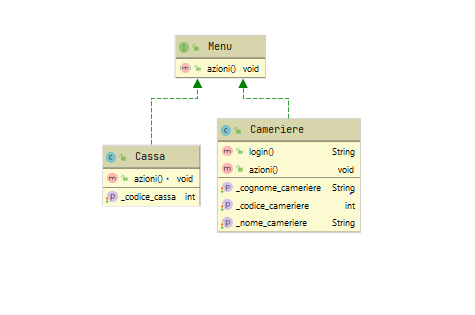 Menu
azioni() void
Cassa
azioni() void
_codice_cassa int
Cameriere
login() String
azioni() void
_cognome_cameriere String
_codice_cameriere int
_nome_cameriere String